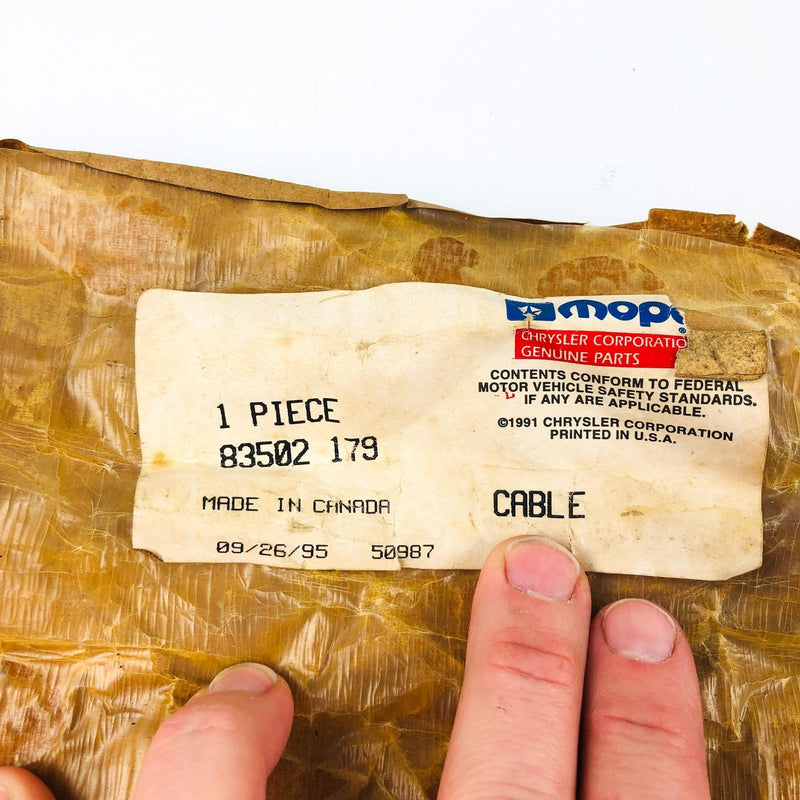 mopa
CHRYSLER CORPORATIO
GENUINE PARTS
CONTENTS CONFORM TO FEDERAL
MOTOR VEHICLE SAFETY STANDARDS.
IF ANY ARE APPLICABLE.
©1991 CHRYSLER CORPORATION
PRINTED IN U.S.A.
1 PIECE
83502 179
MADE IN CANADA
CABLE
09/26/95 50987